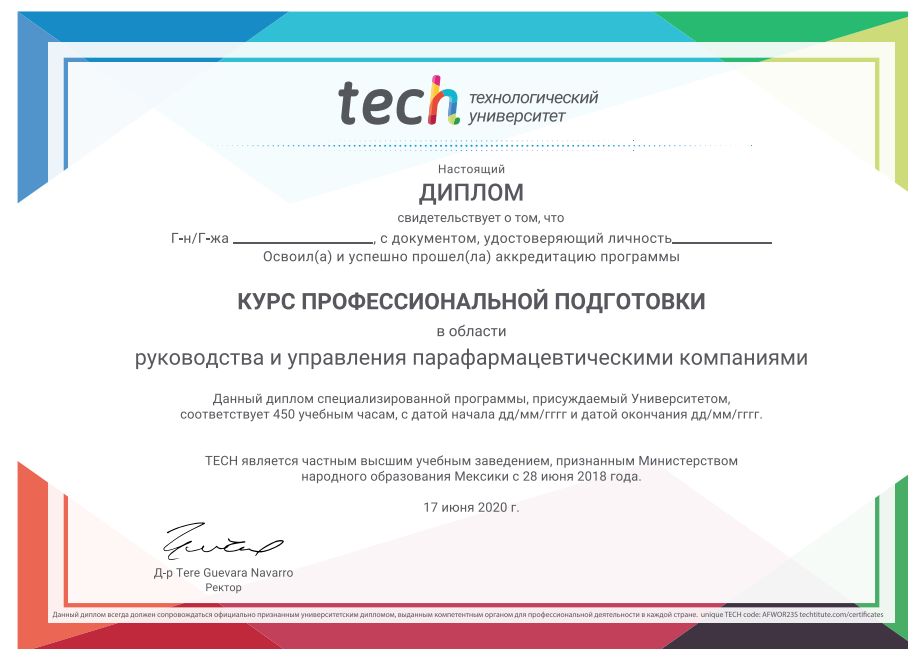 tech технологический
университет
Настоящий
ДИПЛОМ
свидетельствует о том, что
Г-н/Г-жа ____________________, с документом, удостоверяющий личность______________
Освоил(а) и успешно прошел(ла) аккредитацию программы
КУРС ПРОФЕССИОНАЛЬНОЙ ПОДГОТОВКИ
в области
руководства и управления парафармацевтическими компаниями
Данный диплом специализированной программы, присуждаемый Университетом,
соответствует 450 учебным часам, с датой начала дд/мм/гггг и датой окончания дд/мм/гггг.
TECH является частным высшим учебным заведением, признанным Министерством
народного образования Мексики с 28 июня 2018 года.
17 июня 2020 г.
Д-р Tere Guevara Navarro
Ректор
Данный диплом всегда должен сопровождаться официально признанным университетским дипломом, выданным компетентным органом для профессиональной деятельности в каждой стране. unique TECH code: AFWOR23S techtitute.com/certificates